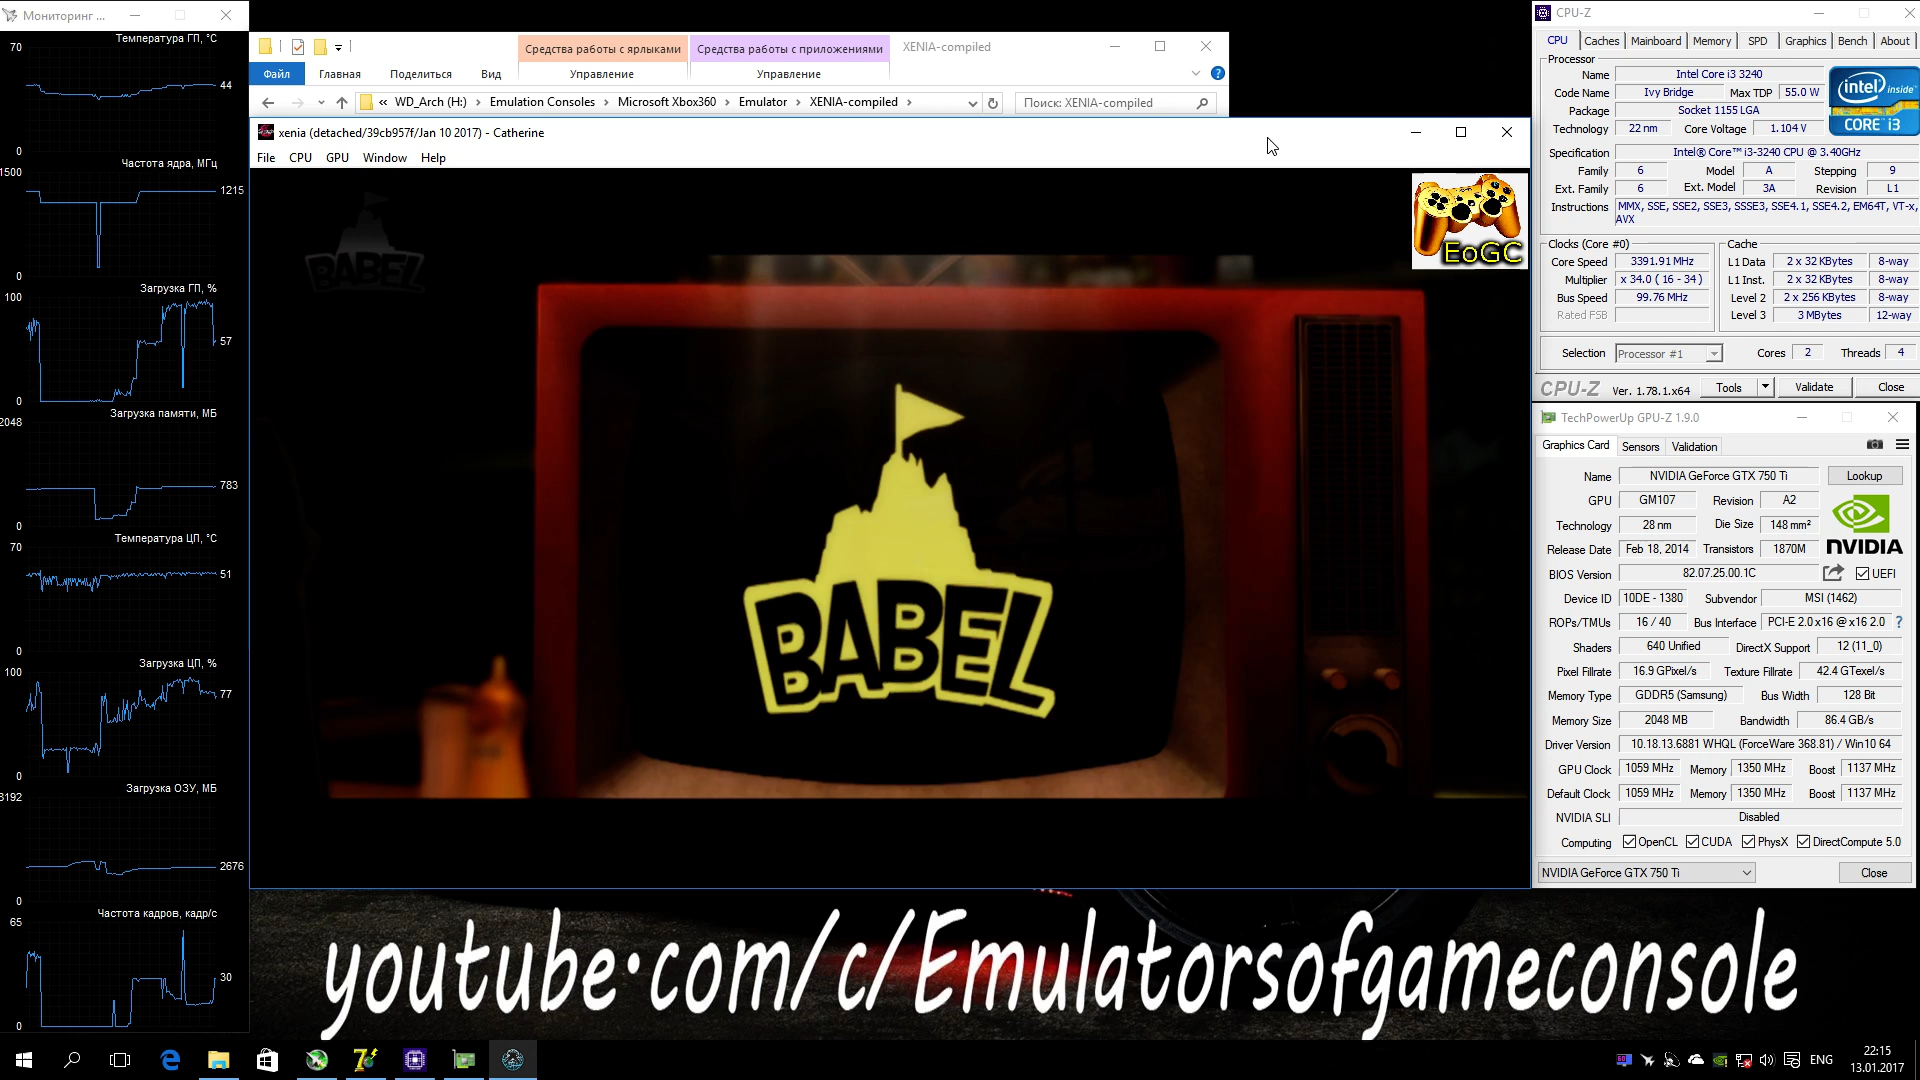 Мониторинг ...
Температура ГП, °C
70
44
0
Частота ядра, МГц
1500
1215
0
Загрузка ГП, %
100
57
0
Загрузка памяти, МБ
2048
783
0
Температура ЦП, °C
70
51
0
Загрузка ЦП, %
100
77
0
Загрузка ОЗУ, МБ
8192
2676
0
Частота кадров, кадр/с
65
30
0
Средства работы с ярлыками
Средства работы с приложениями
XENIA-compiled
Файл
Главная
Поделиться
Вид
Управление
Управление
« WD_Arch (H:) > Emulation Consoles > Microsoft Xbox360 > Emulator > XENIA-compiled >
Поиск: XENIA-compiled
xenia (detached/39cb957f/Jan 10 2017) - Catherine
File CPU GPU Window Help
BABEL
EoGC
BABEL
youtube.com/c/Emulatorsofgameconsole
CPU-Z
CPU Caches Mainboard Memory SPD Graphics Bench About
Processor
Name Intel Core i3 3240
Code Name Ivy Bridge Max TDP 55.0 W
Package Socket 1155 LGA
Technology 22 nm Core Voltage 1.104 V
intel inside™
CORE i3
Specification Intel® Core™ i3-3240 CPU @ 3.40GHz
Family 6 Model A Stepping 9
Ext. Family 6 Ext. Model 3A Revision L1
Instructions MMX, SSE, SSE2, SSE3, SSSE3, SSE4.1, SSE4.2, EM64T, VT-x,
AVX
Clocks (Core #0)
Core Speed 3391.91 MHz
Multiplier x 34.0 ( 16 - 34 )
Bus Speed 99.76 MHz
Rated FSB
Cache
L1 Data 2 x 32 KBytes 8-way
L1 Inst. 2 x 32 KBytes 8-way
Level 2 2 x 256 KBytes 8-way
Level 3 3 MBytes 12-way
Selection Processor #1 Cores 2 Threads 4
CPU-Z Ver. 1.78.1.x64 Tools Validate Close
TechPowerUp GPU-Z 1.9.0
Graphics Card Sensors Validation
Name NVIDIA GeForce GTX 750 Ti Lookup
GPU GM107 Revision A2
Technology 28 nm Die Size 148 mm²
Release Date Feb 18, 2014 Transistors 1870M
NVIDIA
BIOS Version 82.07.25.00.1C UEFI
Device ID 10DE - 1380 Subvendor MSI (1462)
ROPs/TMUs 16 / 40 Bus Interface PCI-E 2.0 x16 @ x16 2.0 ?
Shaders 640 Unified DirectX Support 12 (11_0)
Pixel Fillrate 16.9 GPixel/s Texture Fillrate 42.4 GTexel/s
Memory Type GDDR5 (Samsung) Bus Width 128 Bit
Memory Size 2048 MB Bandwidth 86.4 GB/s
Driver Version 10.18.13.6881 WHQL (ForceWare 368.81) / Win10 64
GPU Clock 1059 MHz Memory 1350 MHz Boost 1137 MHz
Default Clock 1059 MHz Memory 1350 MHz Boost 1137 MHz
NVIDIA SLI Disabled
Computing OpenCL CUDA PhysX DirectCompute 5.0
NVIDIA GeForce GTX 750 Ti Close
ENG
22:15
13.01.2017